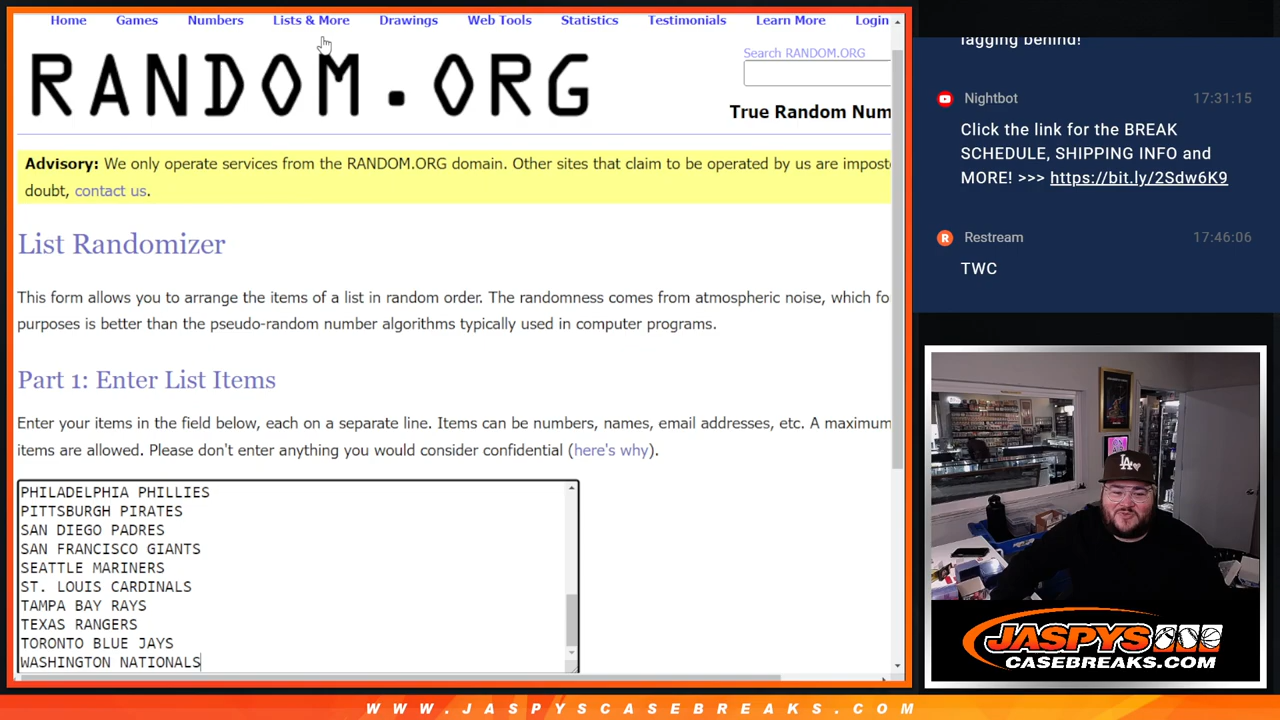 Home Games Numbers Lists & More Drawings Web Tools Statistics Testimonials Learn More Login
RANDOM.ORG
Search RANDOM.ORG
True Random Num
Advisory: We only operate services from the RANDOM.ORG domain. Other sites that claim to be operated by us are impost
doubt, contact us.
List Randomizer
This form allows you to arrange the items of a list in random order. The randomness comes from atmospheric noise, which fo
purposes is better than the pseudo-random number algorithms typically used in computer programs.
Part 1: Enter List Items
Enter your items in the field below, each on a separate line. Items can be numbers, names, email addresses, etc. A maximum
items are allowed. Please don't enter anything you would consider confidential (here's why).
PHILADELPHIA PHILLIES
PITTSBURGH PIRATES
SAN DIEGO PADRES
SAN FRANCISCO GIANTS
SEATTLE MARINERS
ST. LOUIS CARDINALS
TAMPA BAY RAYS
TEXAS RANGERS
TORONTO BLUE JAYS
WASHINGTON NATIONALS
lagging behind!
Nightbot 17:31:15
Click the link for the BREAK
SCHEDULE, SHIPPING INFO and
MORE! >>> https://bit.ly/2Sdw6K9
R Restream 17:46:06
TWC
LA
JASPYS
CASEBREAKS.COM
WWW.JASPYSCASEBREAKS.COM